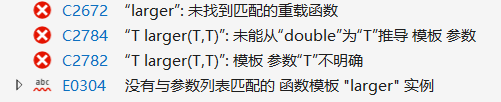 C2672 “larger”: 未找到匹配的重载函数
C2784 “T larger(T,T)”: 未能从“double”为“T”推导 模板 参数
C2782 “T larger(T,T)”: 模板 参数“T”不明确
abc E0304 没有与参数列表匹配的 函数模板 "larger" 实例